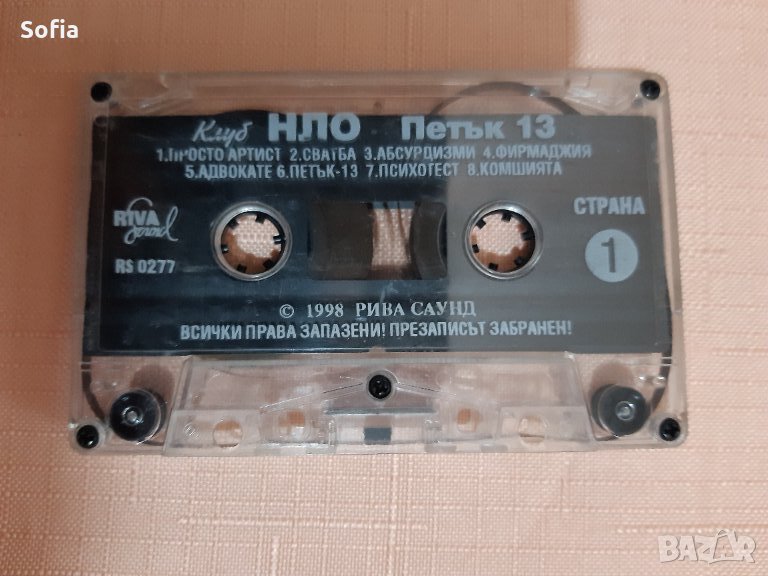 Sofia
Клуб НЛО Петък 13
1.ПРОСТО АРТИСТ 2.СВАТБА 3.АБСУРДИЗМИ 4.ФИРМАДЖИЯ
5.АДВОКАТЕ 6.ПЕТЪК-13 7.ПСИХОТЕСТ 8.КОМШИЯТА
RIVA
Sound
СТРАНА
1
RS 0277
© 1998 РИВА САУНД
ВСИЧКИ ПРАВА ЗАПАЗЕНИ! ПРЕЗАПИСЪТ ЗАБРАНЕН!
BAZAR